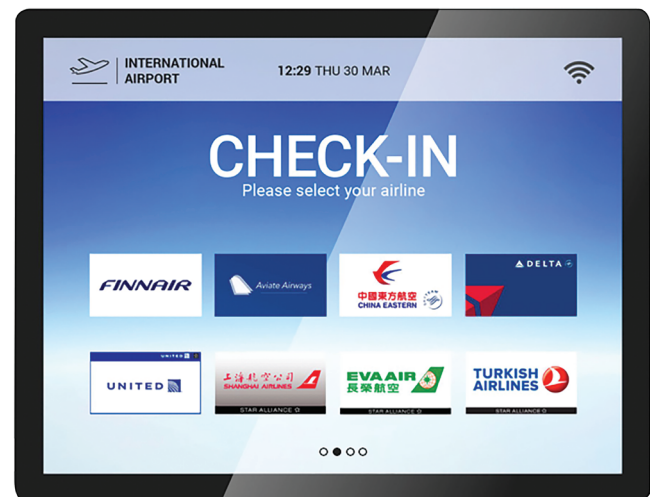 INTERNATIONAL
AIRPORT
12:29 THU 30 MAR
CHECK-IN
Please select your airline
FINNAIR
Aviate Airways
中國東方航空
CHINA EASTERN
DELTA
UNITED
UNITED
上海航空公司
SHANGHAI AIRLINES
STAR ALLIANCE
EVA AIR
長榮航空
STAR ALLIANCE
TURKISH
AIRLINES
STAR ALLIANCE